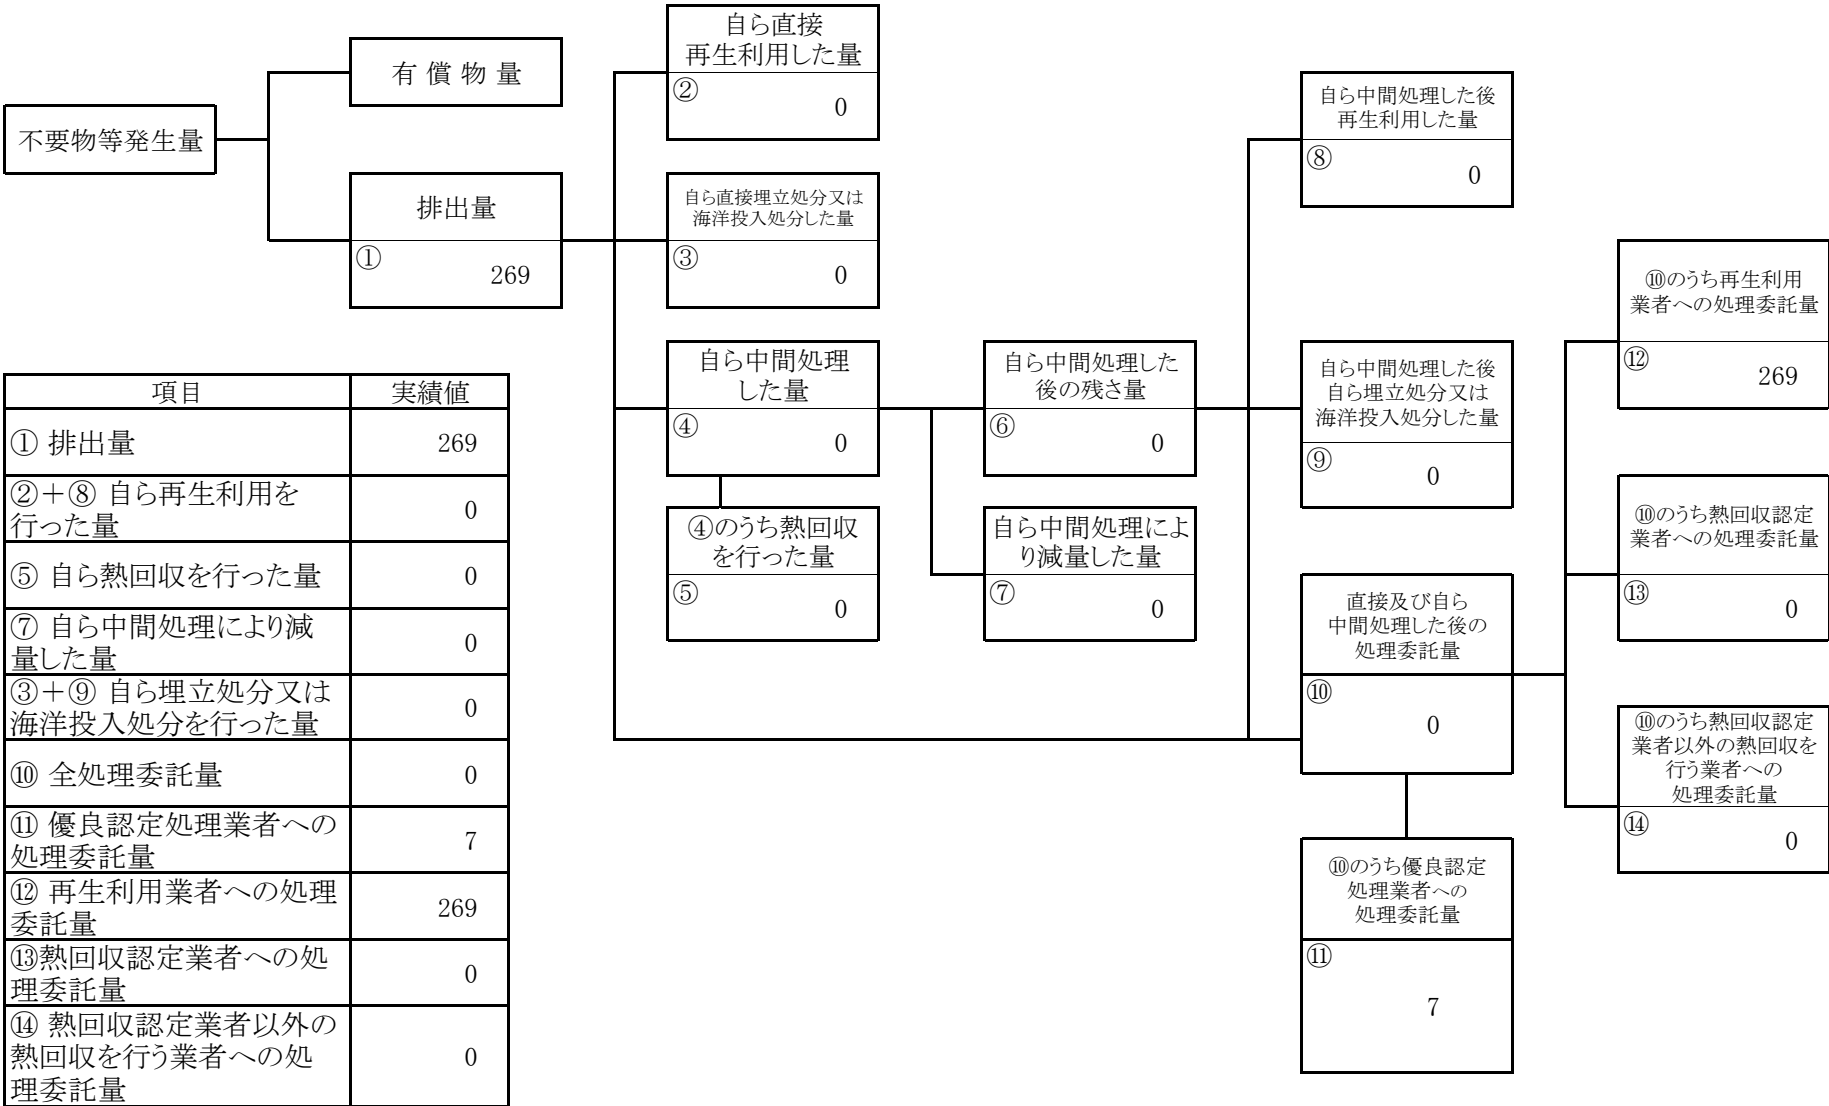 不要物等発生量
有 償 物 量
排出量
①
269
自ら直接
再生利用した量
②
0
自ら直接埋立処分又は
海洋投入処分した量
③
0
自ら中間処理
した量
④
0
④のうち熱回収
を行った量
⑤
0
自ら中間処理した
後の残さ量
⑥
0
自ら中間処理によ
り減量した量
⑦
0
自ら中間処理した後
再生利用した量
⑧
0
自ら中間処理した後
自ら埋立処分又は
海洋投入処分した量
⑨
0
直接及び自ら
中間処理した後の
処理委託量
⑩
0
⑩のうち優良認定
処理業者への
処理委託量
⑪
7
⑩のうち再生利用
業者への処理委託量
⑫
269
⑩のうち熱回収認定
業者への処理委託量
⑬
0
⑩のうち熱回収認定
業者以外の熱回収を
行う業者への
処理委託量
⑭
0
項目 実績値
① 排出量 269
②＋⑧ 自ら再生利用を
行った量 0
⑤ 自ら熱回収を行った量 0
⑦ 自ら中間処理により減
量した量 0
③＋⑨ 自ら埋立処分又は
海洋投入処分を行った量 0
⑩ 全処理委託量 0
⑪ 優良認定処理業者への
処理委託量 7
⑫ 再生利用業者への処理
委託量 269
⑬熱回収認定業者への処
理委託量 0
⑭ 熱回収認定業者以外の
熱回収を行う業者への処
理委託量 0